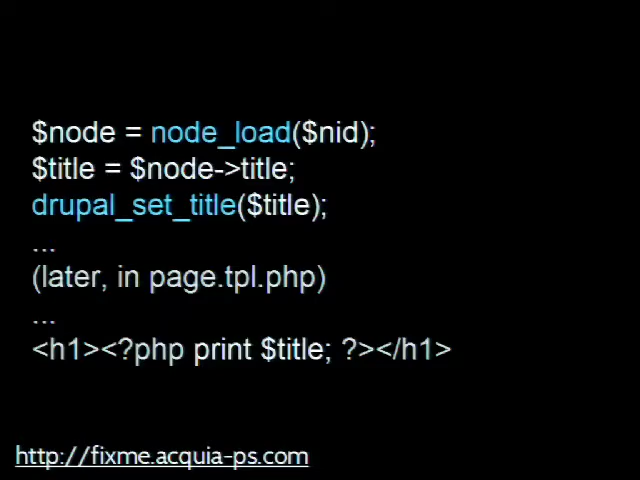 $node = node_load($nid);
$title = $node->title;
drupal_set_title($title);
...
(later, in page.tpl.php)
...
<h1><?php print $title; ?></h1>
http://fixme.acquia-ps.com